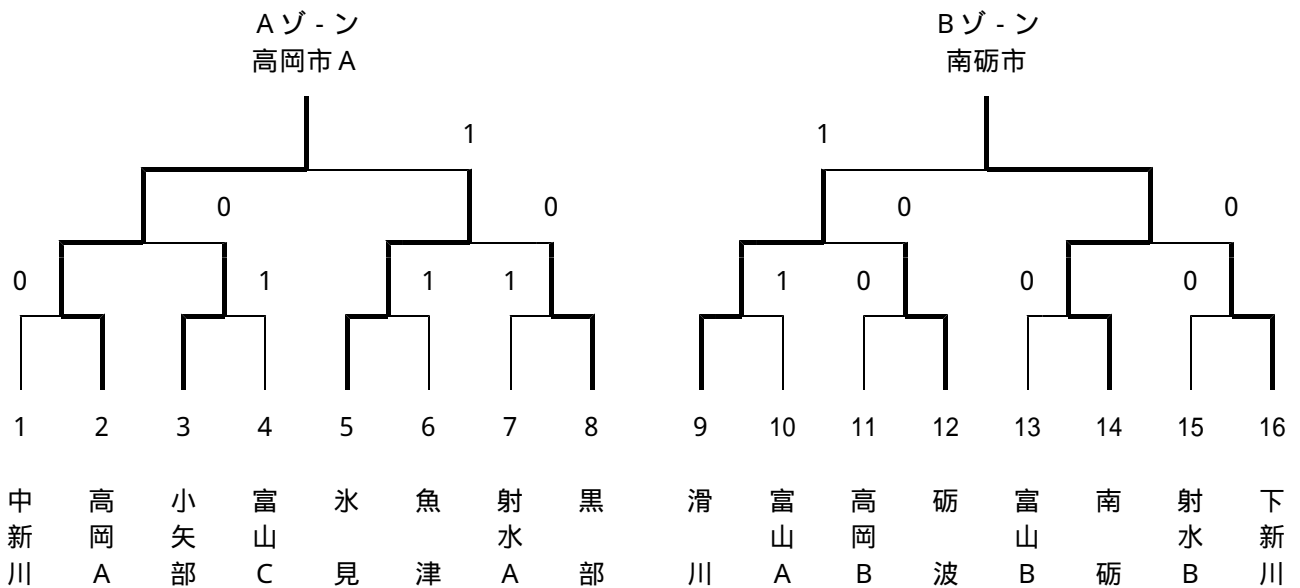 Aゾ-ン Bゾ-ン
高岡市A 南砺市
1 1
0 0 0 0
0 1 1 1 1 0 0 0
1 2 3 4 5 6 7 8 9 10 11 12 13 14 15 16
中新川
高岡A
小矢部
富山C
氷見
魚津
射水A
黒部
滑川
富山A
高岡B
砺波
富山B
南砺
射水B
下新川